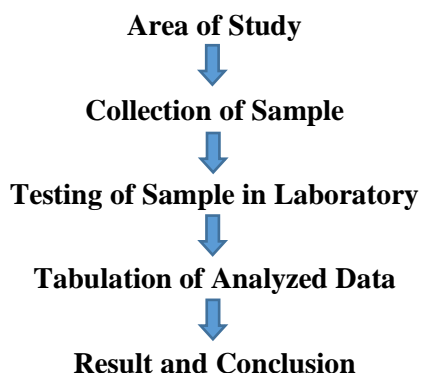 Area of Study
Collection of Sample
Testing of Sample in Laboratory
Tabulation of Analyzed Data
Result and Conclusion